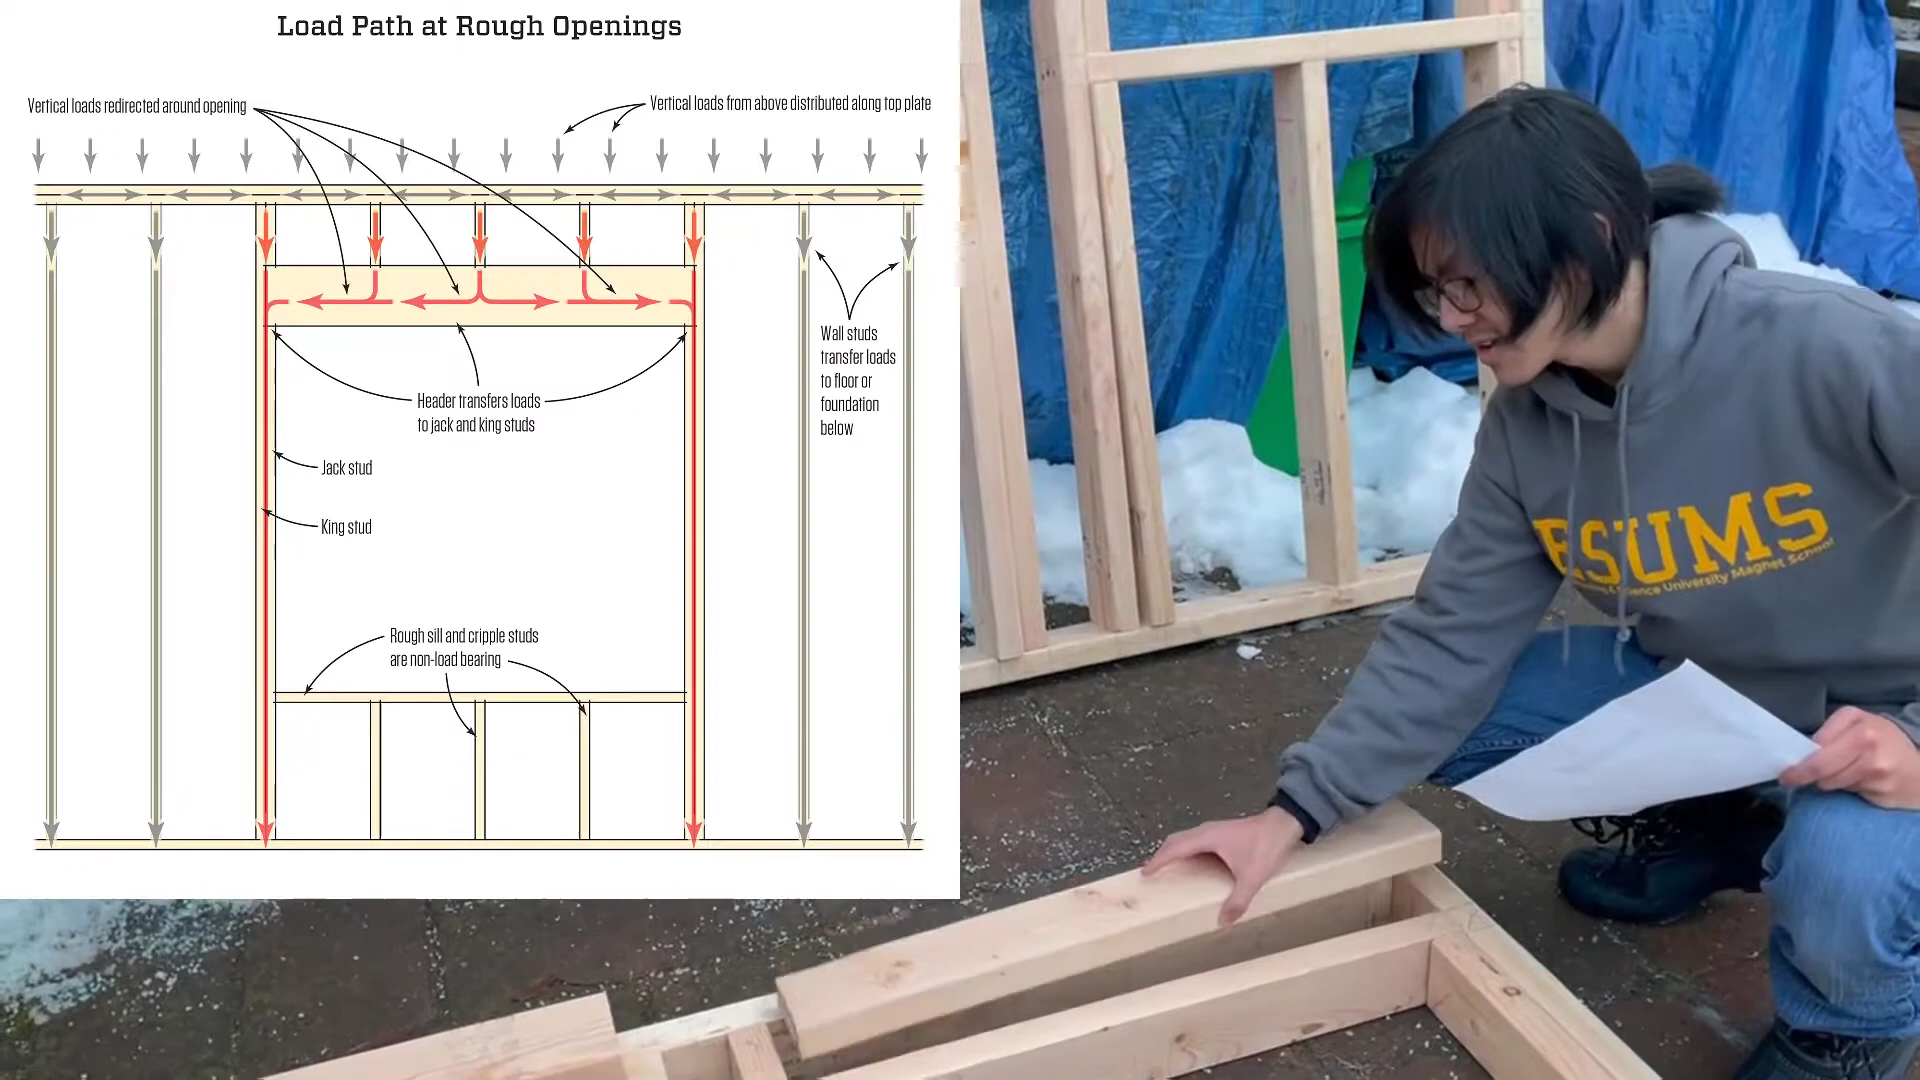 Load Path at Rough Openings
Vertical loads redirected around opening
Vertical loads from above distributed along top plate
Wall studs
transfer loads
to floor or
foundation
below
Header transfers loads
to jack and king studs
Jack stud
King stud
Rough sill and cripple studs
are non-load bearing
ESUMS
& Science University Magnet School